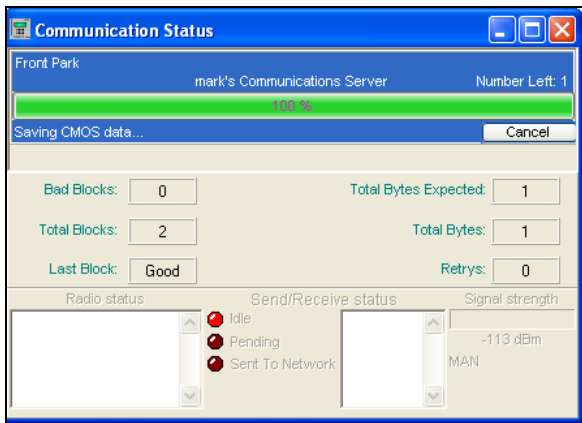 Communication Status
Front Park
mark's Communications Server Number Left: 1
100 %
Saving CMOS data... Cancel
Bad Blocks: 0 Total Bytes Expected: 1
Total Blocks: 2 Total Bytes: 1
Last Block: Good Retrys: 0
Radio status Send/Receive status Signal strength
Idle
Pending -113 dBm
Sent To Network MAN